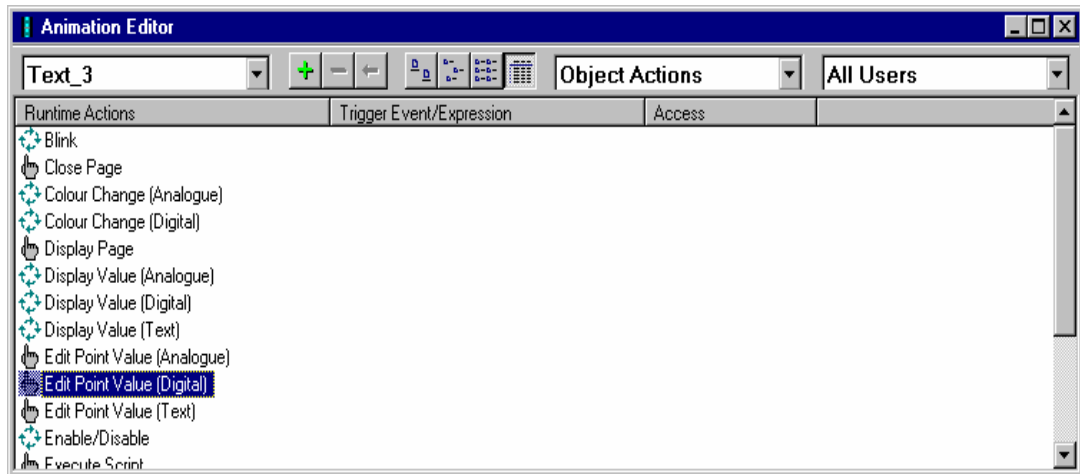 Animation Editor
Text_3 Object Actions All Users
Runtime Actions Trigger Event/Expression Access
Blink
Close Page
Colour Change (Analogue)
Colour Change (Digital)
Display Page
Display Value (Analogue)
Display Value (Digital)
Display Value (Text)
Edit Point Value (Analogue)
Edit Point Value (Digital)
Edit Point Value (Text)
Enable/Disable
Execute Script